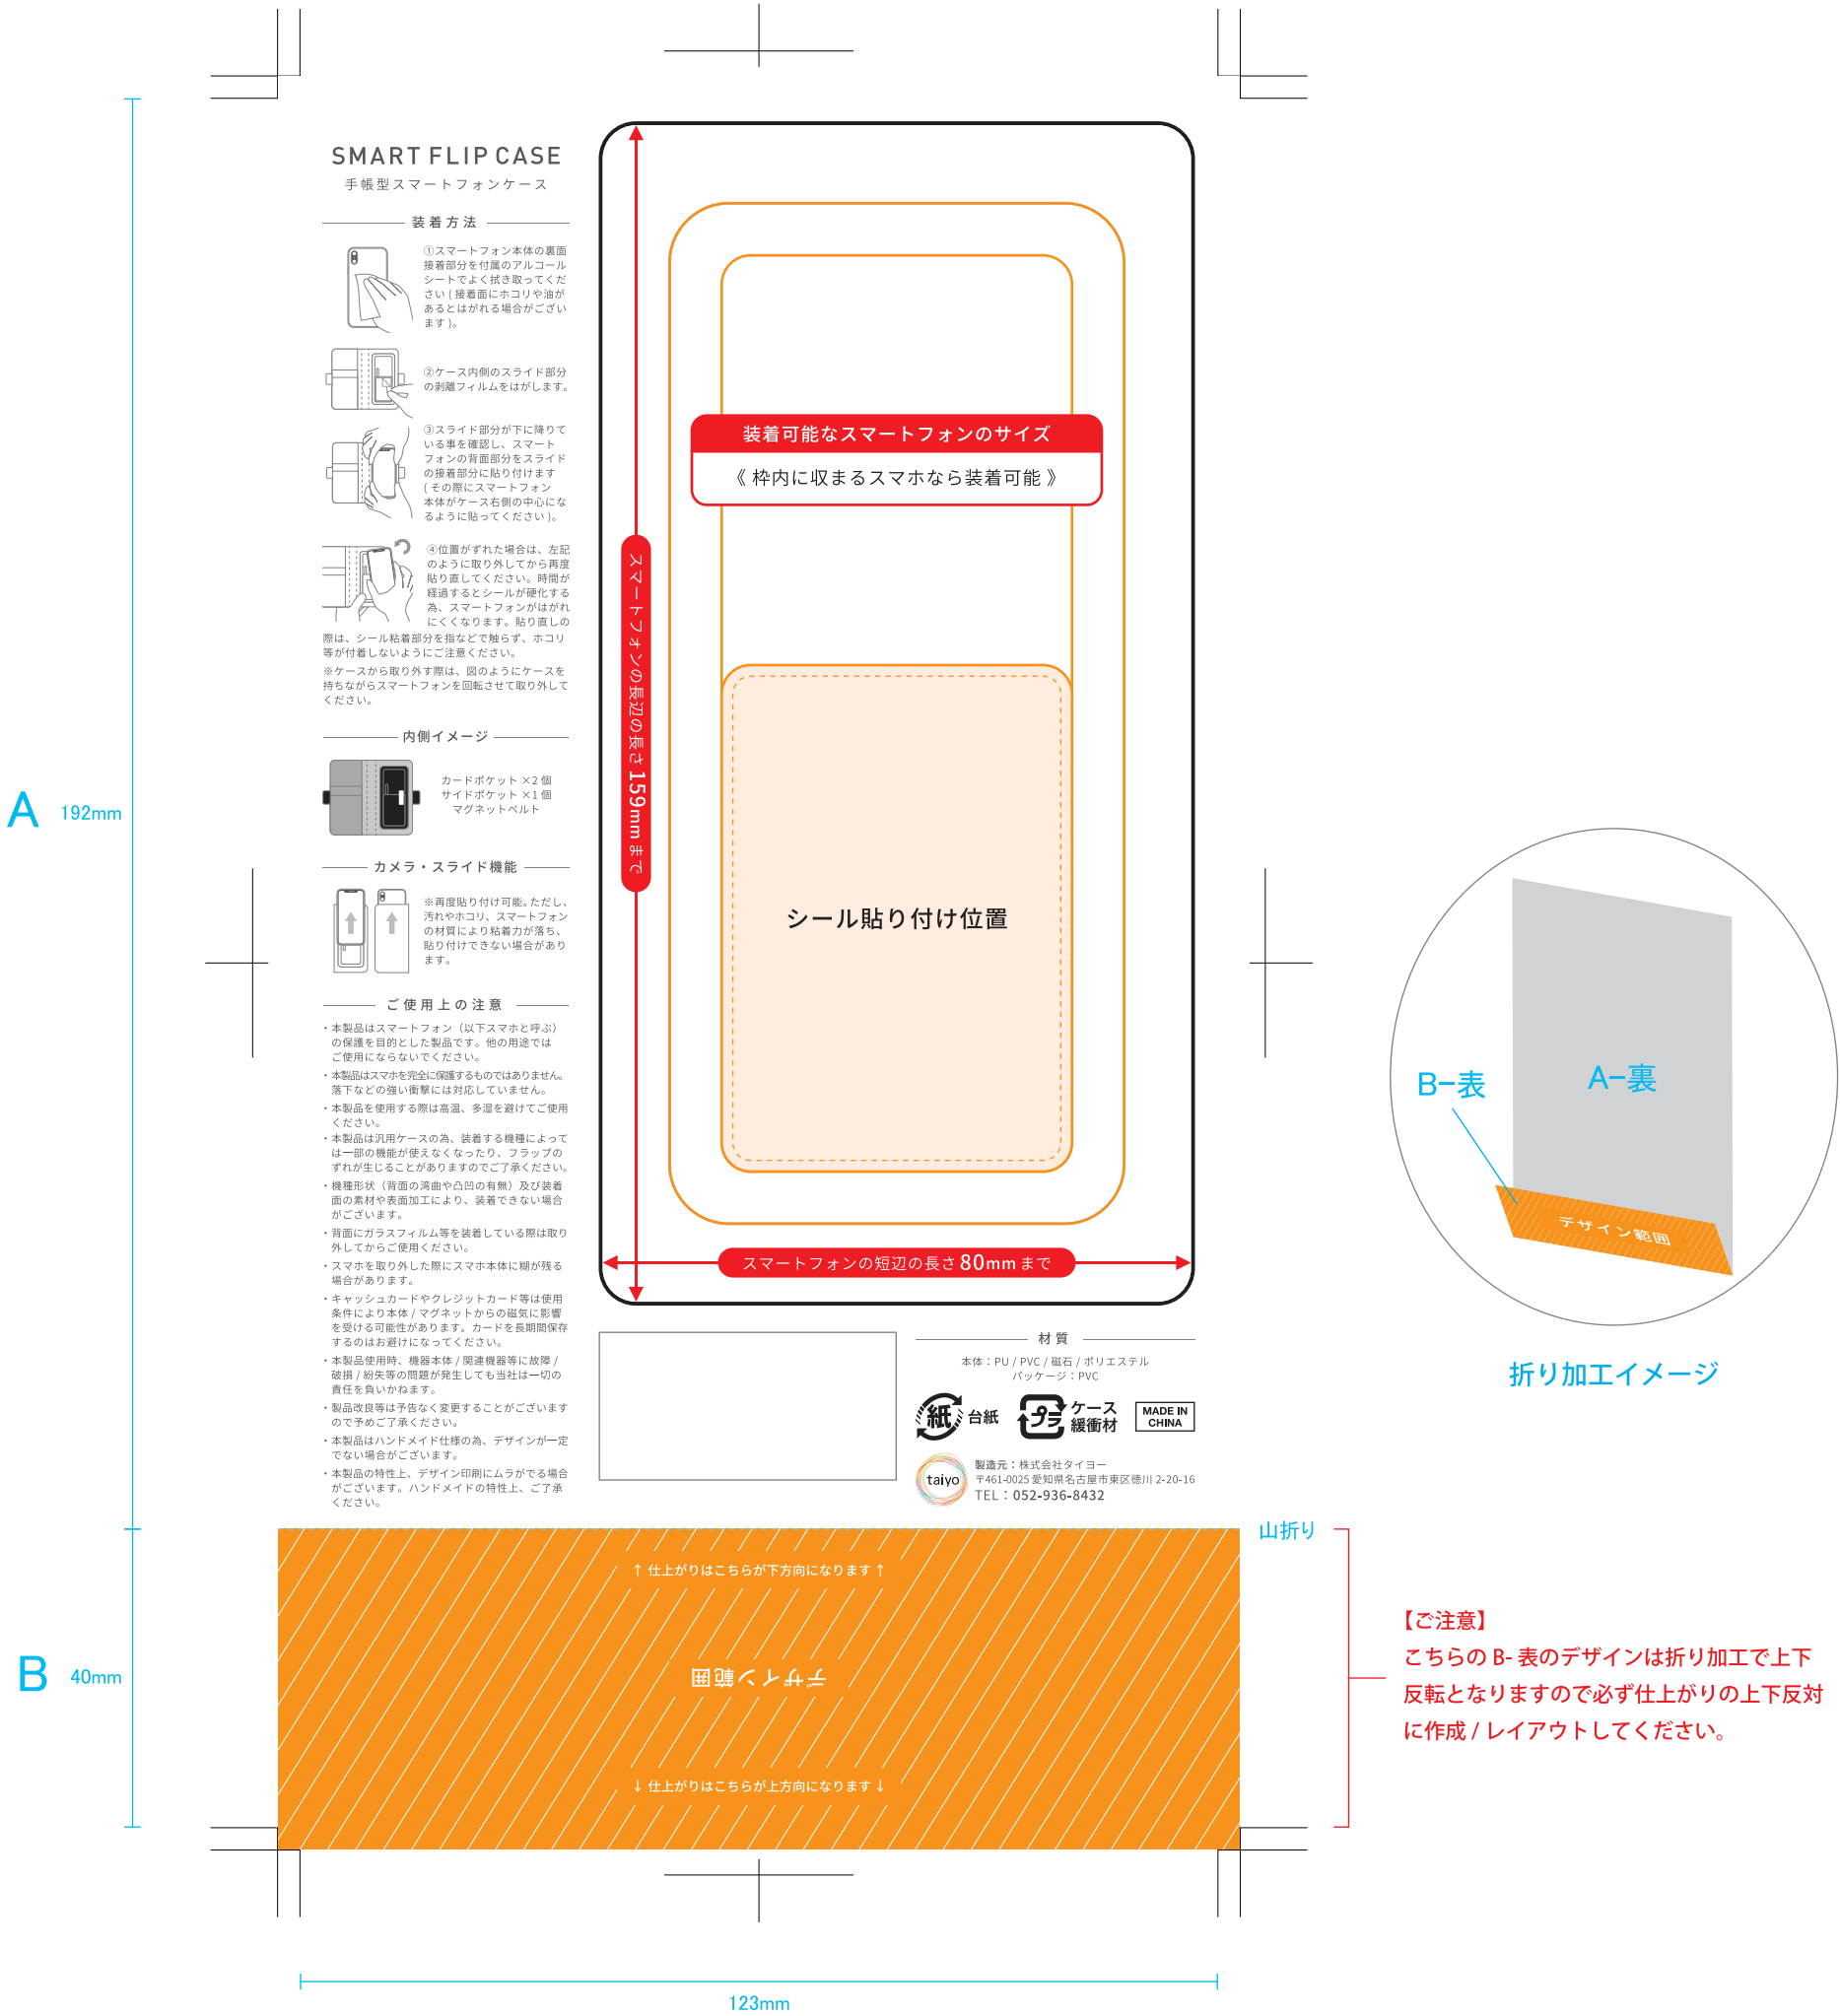 SMART FLIP CASE
手帳型スマートフォンケース
装着方法
①スマートフォン本体の裏面
接着部分を付属のアルコール
シートでよく拭き取ってくだ
さい ( 接着面にホコリや油が
あるとはがれる場合がござい
ます )。
②ケース内側のスライド部分
の剥離フィルムをはがします。
③スライド部分が下に降りて
いる事を確認し、スマート
フォンの背面部分をスライド
の接着部分に貼り付けます
( その際にスマートフォン
本体がケース右側の中心にな
るように貼ってください )。
④位置がずれた場合は、左記
のように取り外してから再度
貼り直してください。時間が
経過するとシールが硬化する
為、スマートフォンがはがれ
にくくなります。貼り直しの
際は、シール粘着部分を指などで触らず、ホコリ
等が付着しないようにご注意ください。
※ケースから取り外す際は、図のようにケースを
持ちながらスマートフォンを回転させて取り外して
ください。
内側イメージ
カードポケット ×2 個
サイドポケット ×1 個
マグネットベルト
カメラ・スライド機能
※再度貼り付け可能。ただし、
汚れやホコリ、スマートフォン
の材質により粘着力が落ち、
貼り付けできない場合があり
ます。
ご使用上の注意
・本製品はスマートフォン（以下スマホと呼ぶ）
の保護を目的とした製品です。他の用途では
ご使用にならないでください。
・本製品はスマホを完全に保護するものではありません。
落下などの強い衝撃には対応していません。
・本製品を使用する際は高温、多湿を避けてご使用
ください。
・本製品は汎用ケースの為、装着する機種によって
は一部の機能が使えなくなったり、フラップの
ずれが生じることがありますのでご了承ください。
・機種形状（背面の湾曲や凸凹の有無）及び装着
面の素材や表面加工により、装着できない場合
がございます。
・背面にガラスフィルム等を装着している際は取り
外してからご使用ください。
・スマホを取り外した際にスマホ本体に糊が残る
場合があります。
・キャッシュカードやクレジットカード等は使用
条件により本体 / マグネットからの磁気に影響
を受ける可能性があります。カードを長期間保存
するのはお避けになってください。
・本製品使用時、機器本体 / 関連機器等に故障 /
破損 / 紛失等の問題が発生しても当社は一切の
責任を負いかねます。
・製品改良等は予告なく変更することがございます
ので予めご了承ください。
・本製品はハンドメイド仕様の為、デザインが一定
でない場合がございます。
・本製品の特性上、デザイン印刷にムラがでる場合
がございます。ハンドメイドの特性上、ご了承
ください。
装着可能なスマートフォンのサイズ
《 枠内に収まるスマホなら装着可能 》
スマートフォンの長辺の長さ 159mm まで
シール貼り付け位置
スマートフォンの短辺の長さ 80mm まで
材質
本体：PU / PVC / 磁石 / ポリエステル
パッケージ：PVC
紙 台紙
プラ ケース
緩衝材
MADE IN
CHINA
taiyo
製造元：株式会社タイヨー
〒461-0025 愛知県名古屋市東区徳川 2-20-16
TEL：052-936-8432
A 192mm
B 40mm
123mm
↑ 仕上がりはこちらが下方向になります ↑
デザイン範囲
↓ 仕上がりはこちらが上方向になります ↓
山折り
B-表
A-裏
デザイン範囲
折り加工イメージ
【ご注意】
こちらの B- 表のデザインは折り加工で上下
反転となりますので必ず仕上がりの上下反対
に作成 / レイアウトしてください。